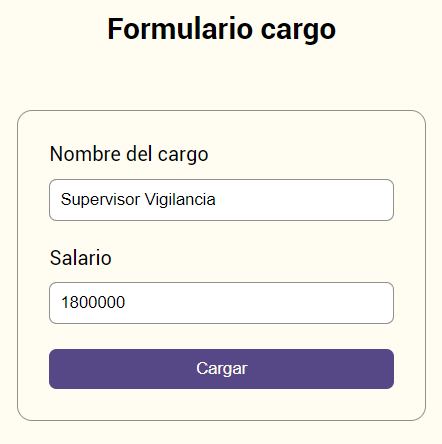 Formulario cargo
Nombre del cargo
Supervisor Vigilancia
Salario
1800000
Cargar